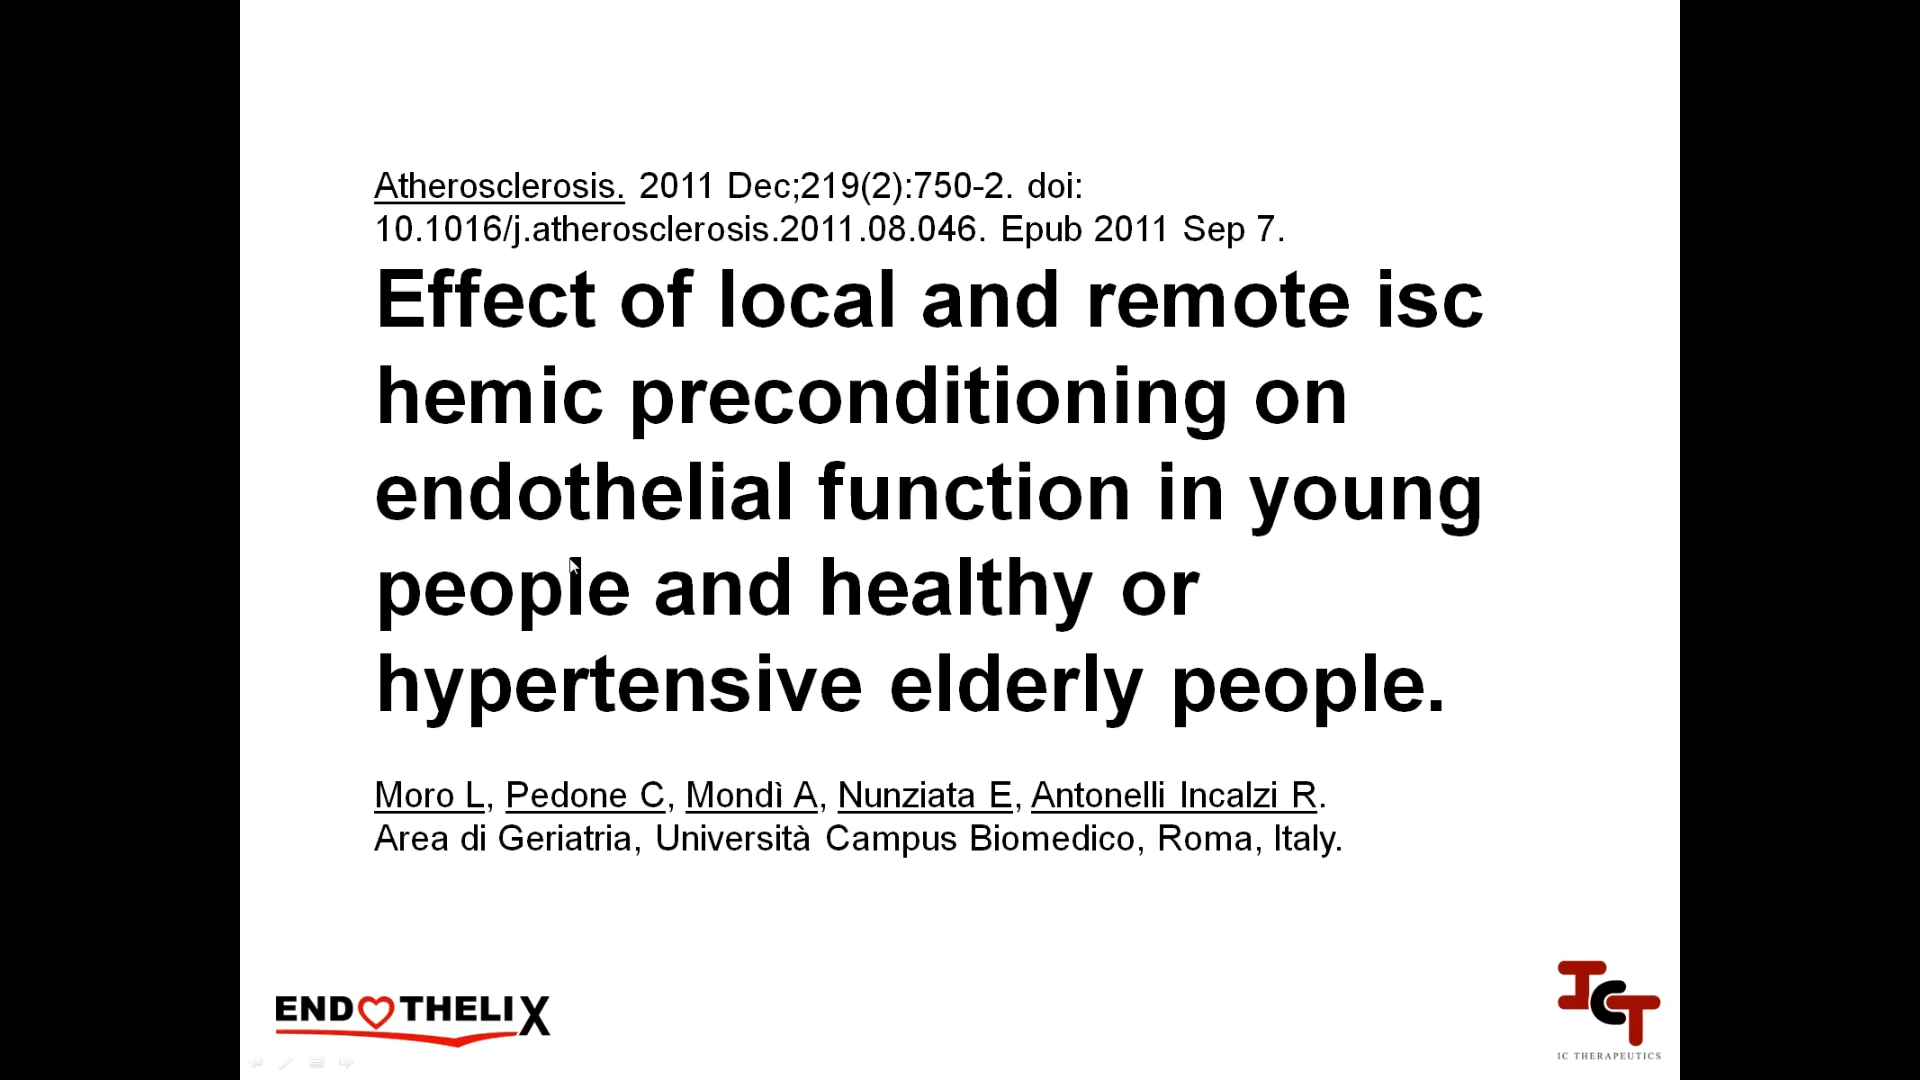 Atherosclerosis. 2011 Dec;219(2):750-2. doi:
10.1016/j.atherosclerosis.2011.08.046. Epub 2011 Sep 7.
Effect of local and remote isc
hemic preconditioning on
endothelial function in young
people and healthy or
hypertensive elderly people.
Moro L, Pedone C, Mondì A, Nunziata E, Antonelli Incalzi R.
Area di Geriatria, Università Campus Biomedico, Roma, Italy.
ENDOTHELIX
ICT
IC THERAPEUTICS